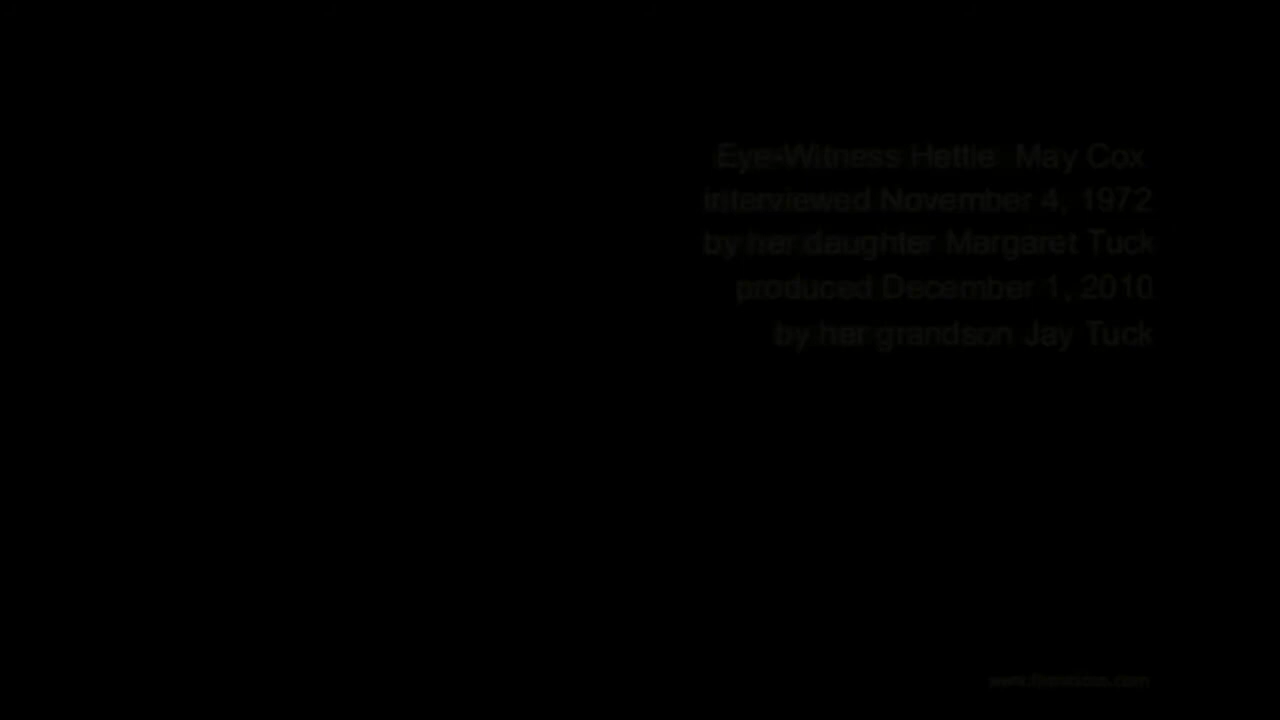 Eye-Witness Hettie May Cox
interviewed November 4, 1972
by her daughter Margaret Tuck
produced December 1, 2010
by her grandson Jay Tuck